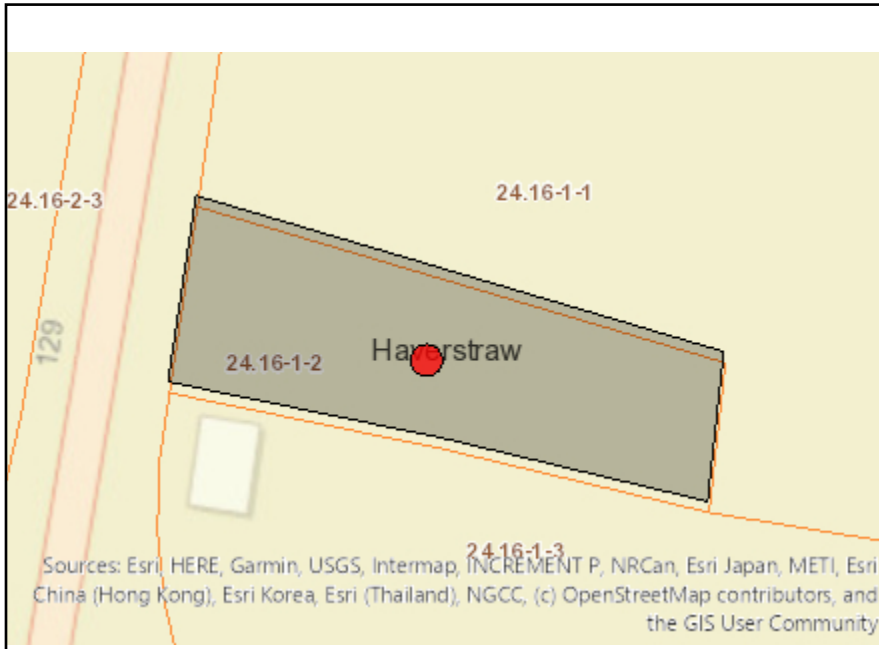 24.16-1-1
24.16-2-3
129
Haverstraw
24.16-1-2
24.16-1-3
Sources: Esri, HERE, Garmin, USGS, Intermap, INCREMENT P, NRCan, Esri Japan, METI, Esri
China (Hong Kong), Esri Korea, Esri (Thailand), NGCC, (c) OpenStreetMap contributors, and
the GIS User Community